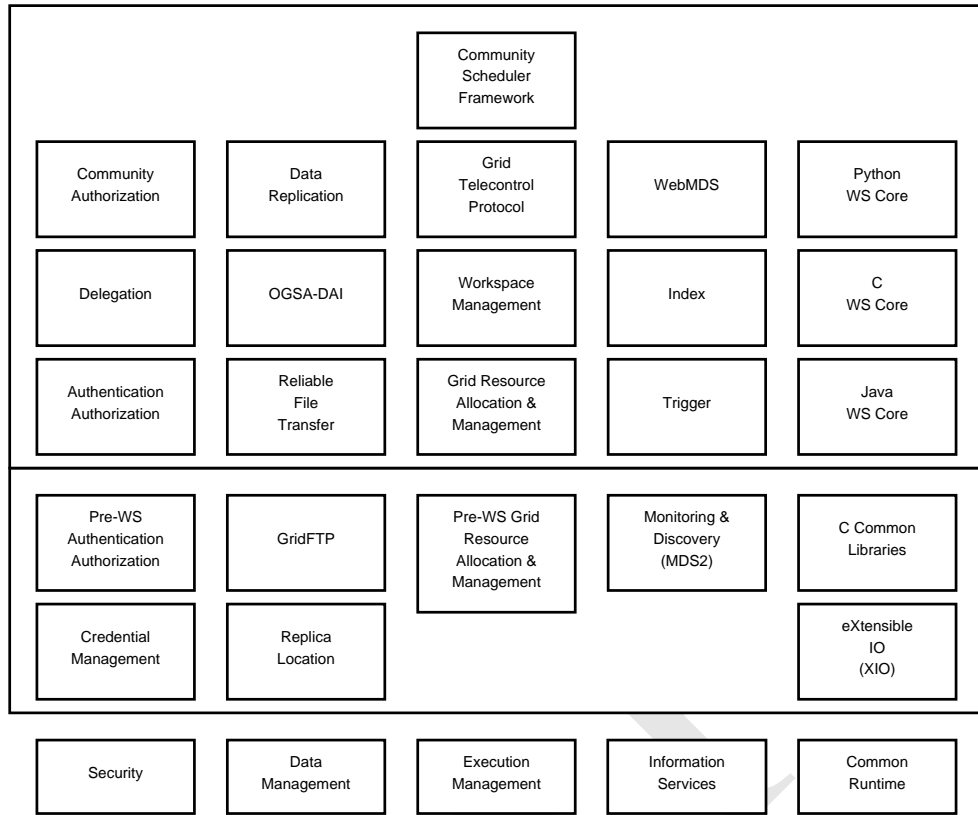 Community
Scheduler
Framework
Community
Authorization
Data
Replication
Grid
Telecontrol
Protocol
WebMDS
Python
WS Core
Delegation
OGSA-DAI
Workspace
Management
Index
C
WS Core
Authentication
Authorization
Reliable
File
Transfer
Grid Resource
Allocation &
Management
Trigger
Java
WS Core
Pre-WS
Authentication
Authorization
GridFTP
Pre-WS Grid
Resource
Allocation &
Management
Monitoring &
Discovery
(MDS2)
C Common
Libraries
Credential
Management
Replica
Location
eXtensible
IO
(XIO)
Security
Data
Management
Execution
Management
Information
Services
Common
Runtime